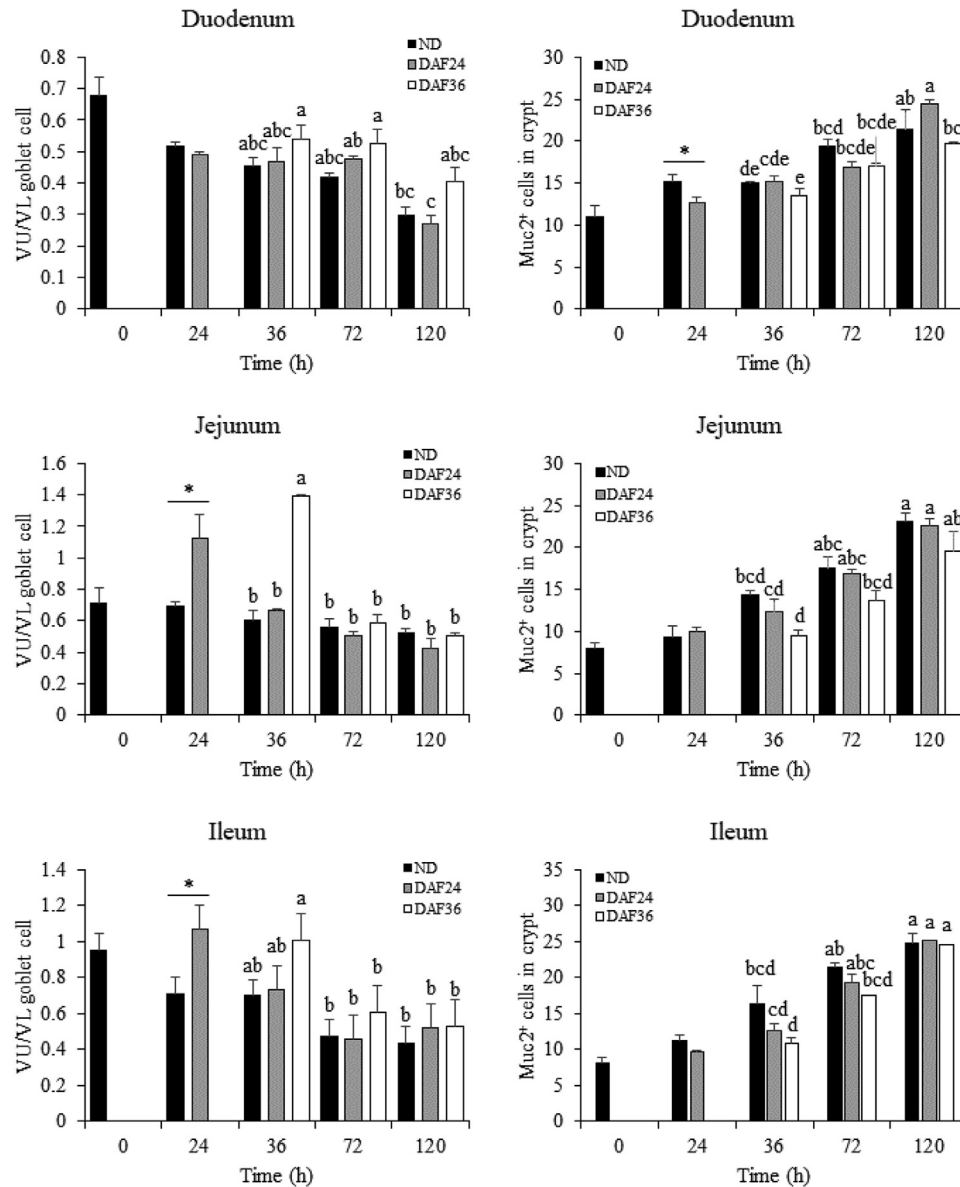 Duodenum
ND
DAF24
DAF36
VU/VL goblet cell
0.8
0.7
0.6
0.5
0.4
0.3
0.2
0.1
0
abc abc a
abc ab a
bc c abc
0 24 36 72 120
Time (h)
Duodenum
ND
DAF24
DAF36
Muc2+ cells in crypt
30
25
20
15
10
5
0
*
de cde e
bcd bcde bcde
ab a bcd
0 24 36 72 120
Time (h)
Jejunum
ND
DAF24
DAF36
VU/VL goblet cell
1.6
1.4
1.2
1
0.8
0.6
0.4
0.2
0
*
b b a
b b b
b b b
0 24 36 72 120
Time (h)
Jejunum
ND
DAF24
DAF36
Muc2+ cells in crypt
30
25
20
15
10
5
0
bcd cd d
abc abc bcd
a a ab
0 24 36 72 120
Time (h)
Ileum
ND
DAF24
DAF36
VU/VL goblet cell
1.4
1.2
1
0.8
0.6
0.4
0.2
0
*
ab ab a
b b b
b b b
0 24 36 72 120
Time (h)
Ileum
ND
DAF24
DAF36
Muc2+ cells in crypt
35
30
25
20
15
10
5
0
bcd cd d
ab abc bcd
a a a
0 24 36 72 120
Time (h)